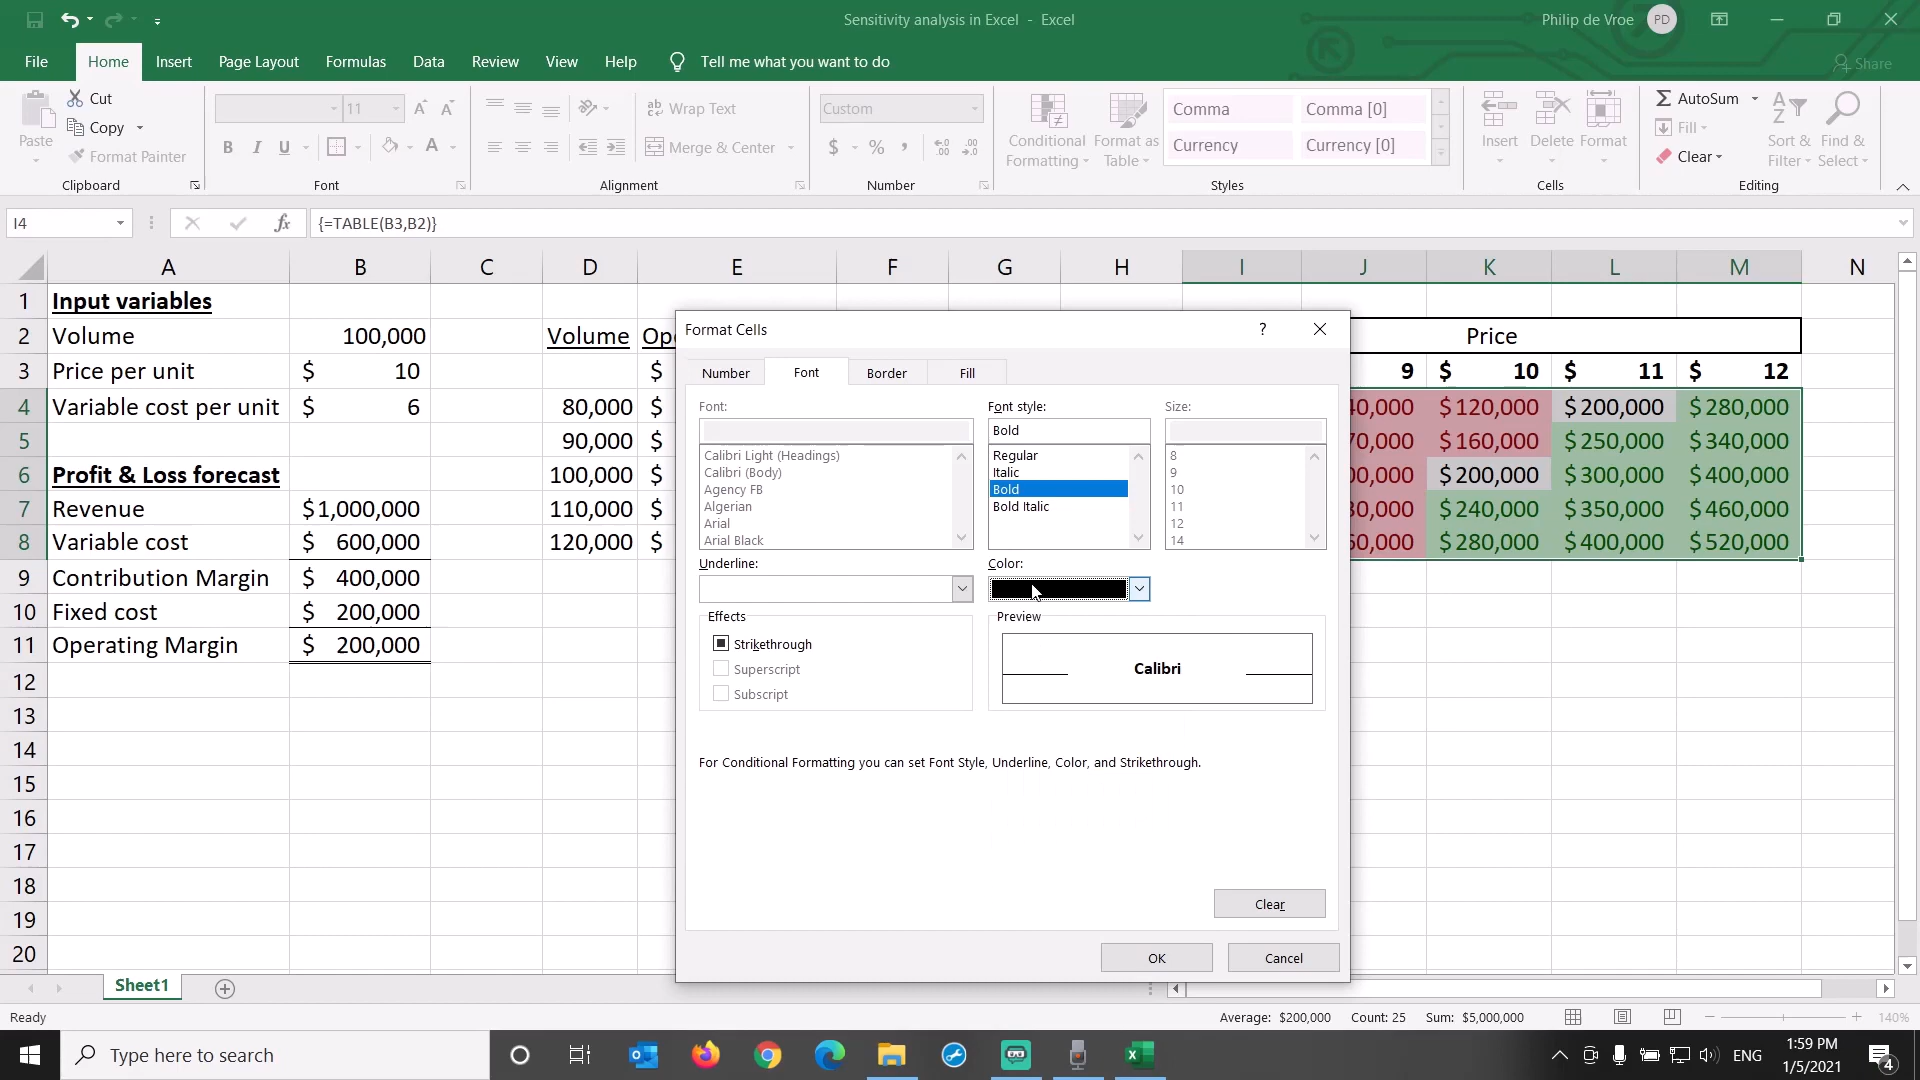 Sensitivity analysis in Excel - Excel
Philip de Vroe
PD
File Home Insert Page Layout Formulas Data Review View Help Tell me what you want to do Share
Paste
Cut
Copy
Format Painter
Clipboard
11
B I U A
Font
Wrap Text
Merge & Center
Alignment
Custom
$ % ,
Number
Conditional Formatting
Format as Table
Comma Comma [0]
Currency Currency [0]
Styles
Insert Delete Format
Cells
AutoSum
Fill
Clear
Sort & Filter
Find & Select
Editing
I4 fx {=TABLE(B3,B2)}
A B C D E F G H I J K L M N
1 Input variables
2 Volume 100,000 Volume Price
3 Price per unit $ 10 $ 9 $ 10 $ 11 $ 12
4 Variable cost per unit $ 6 80,000 $ $120,000 $200,000 $280,000
5 90,000 $ $160,000 $250,000 $340,000
6 Profit & Loss forecast 100,000 $ $200,000 $300,000 $400,000
7 Revenue $1,000,000 110,000 $ $240,000 $350,000 $460,000
8 Variable cost $ 600,000 120,000 $ $280,000 $400,000 $520,000
9 Contribution Margin $ 400,000
10 Fixed cost $ 200,000
11 Operating Margin $ 200,000
12
13
14
15
16
17
18
19
20
Format Cells ?
Number Font Border Fill
Font: Font style: Size:
Bold
Calibri Light (Headings) Regular 8
Calibri (Body) Italic 9
Agency FB Bold 10
Algerian Bold Italic 11
Arial 12
Arial Black 14
Underline: Color:
Effects Preview
Strikethrough
Superscript
Subscript
Calibri
For Conditional Formatting you can set Font Style, Underline, Color, and Strikethrough.
Clear
OK Cancel
Sheet1
Ready Average: $200,000 Count: 25 Sum: $5,000,000 140%
Type here to search
ENG
1:59 PM
1/5/2021
4